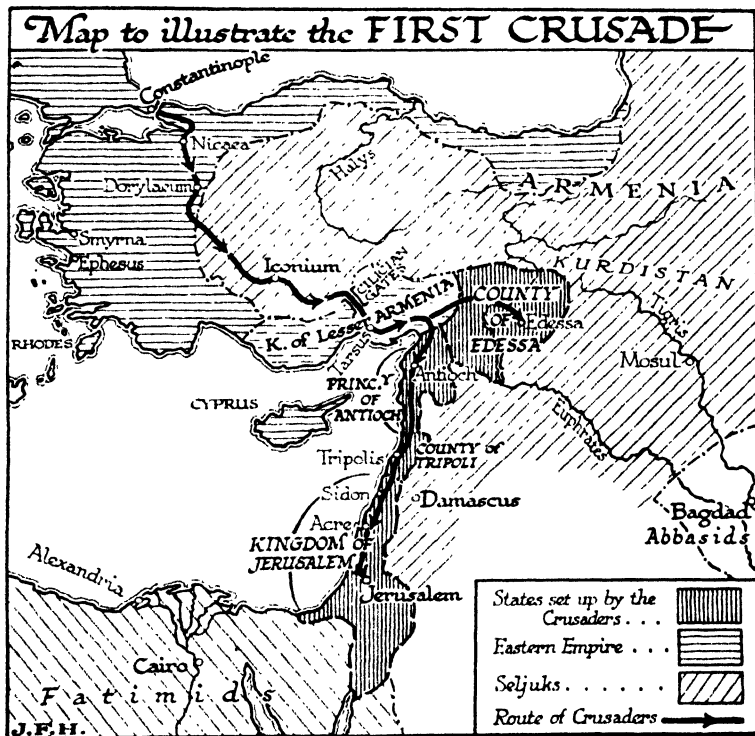 Map to illustrate the FIRST CRUSADE
Constantinople
Nicaea
Dorylaeum
Halys
ARMENIA
Smyrna
Ephesus
Iconium
CILICIAN
GATES
KURDISTAN
K. of Lesser ARMENIA
COUNTY
OF
EDESSA
Edessa
Tigris
RHODES
Tarsus
Mosul
Antioch
PRINC.Y
OF
ANTIOCH
CYPRUS
Euphrates
Tripolis
COUNTY of
TRIPOLI
Sidon
Damascus
Acre
Bagdad
Abbasids
KINGDOM OF
JERUSALEM
Alexandria
Jerusalem
Cairo
Fatimids
J.F.H.
States set up by the
Crusaders . . .
Eastern Empire . . .
Seljuks . . . . . .
Route of Crusaders